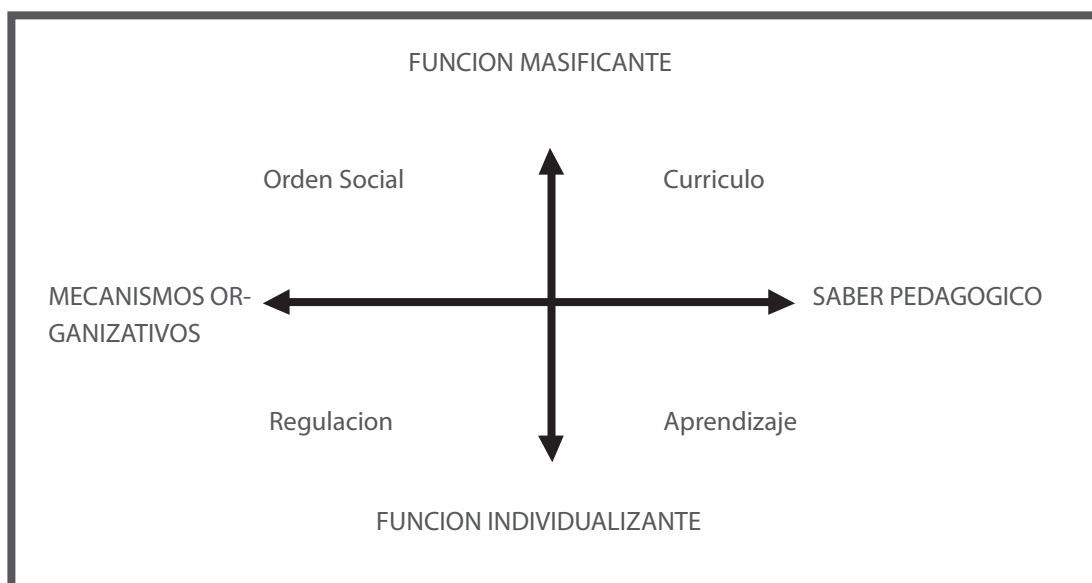 FUNCION MASIFICANTE
Orden Social
Curriculo
MECANISMOS OR-
GANIZATIVOS
SABER PEDAGOGICO
Regulacion
Aprendizaje
FUNCION INDIVIDUALIZANTE